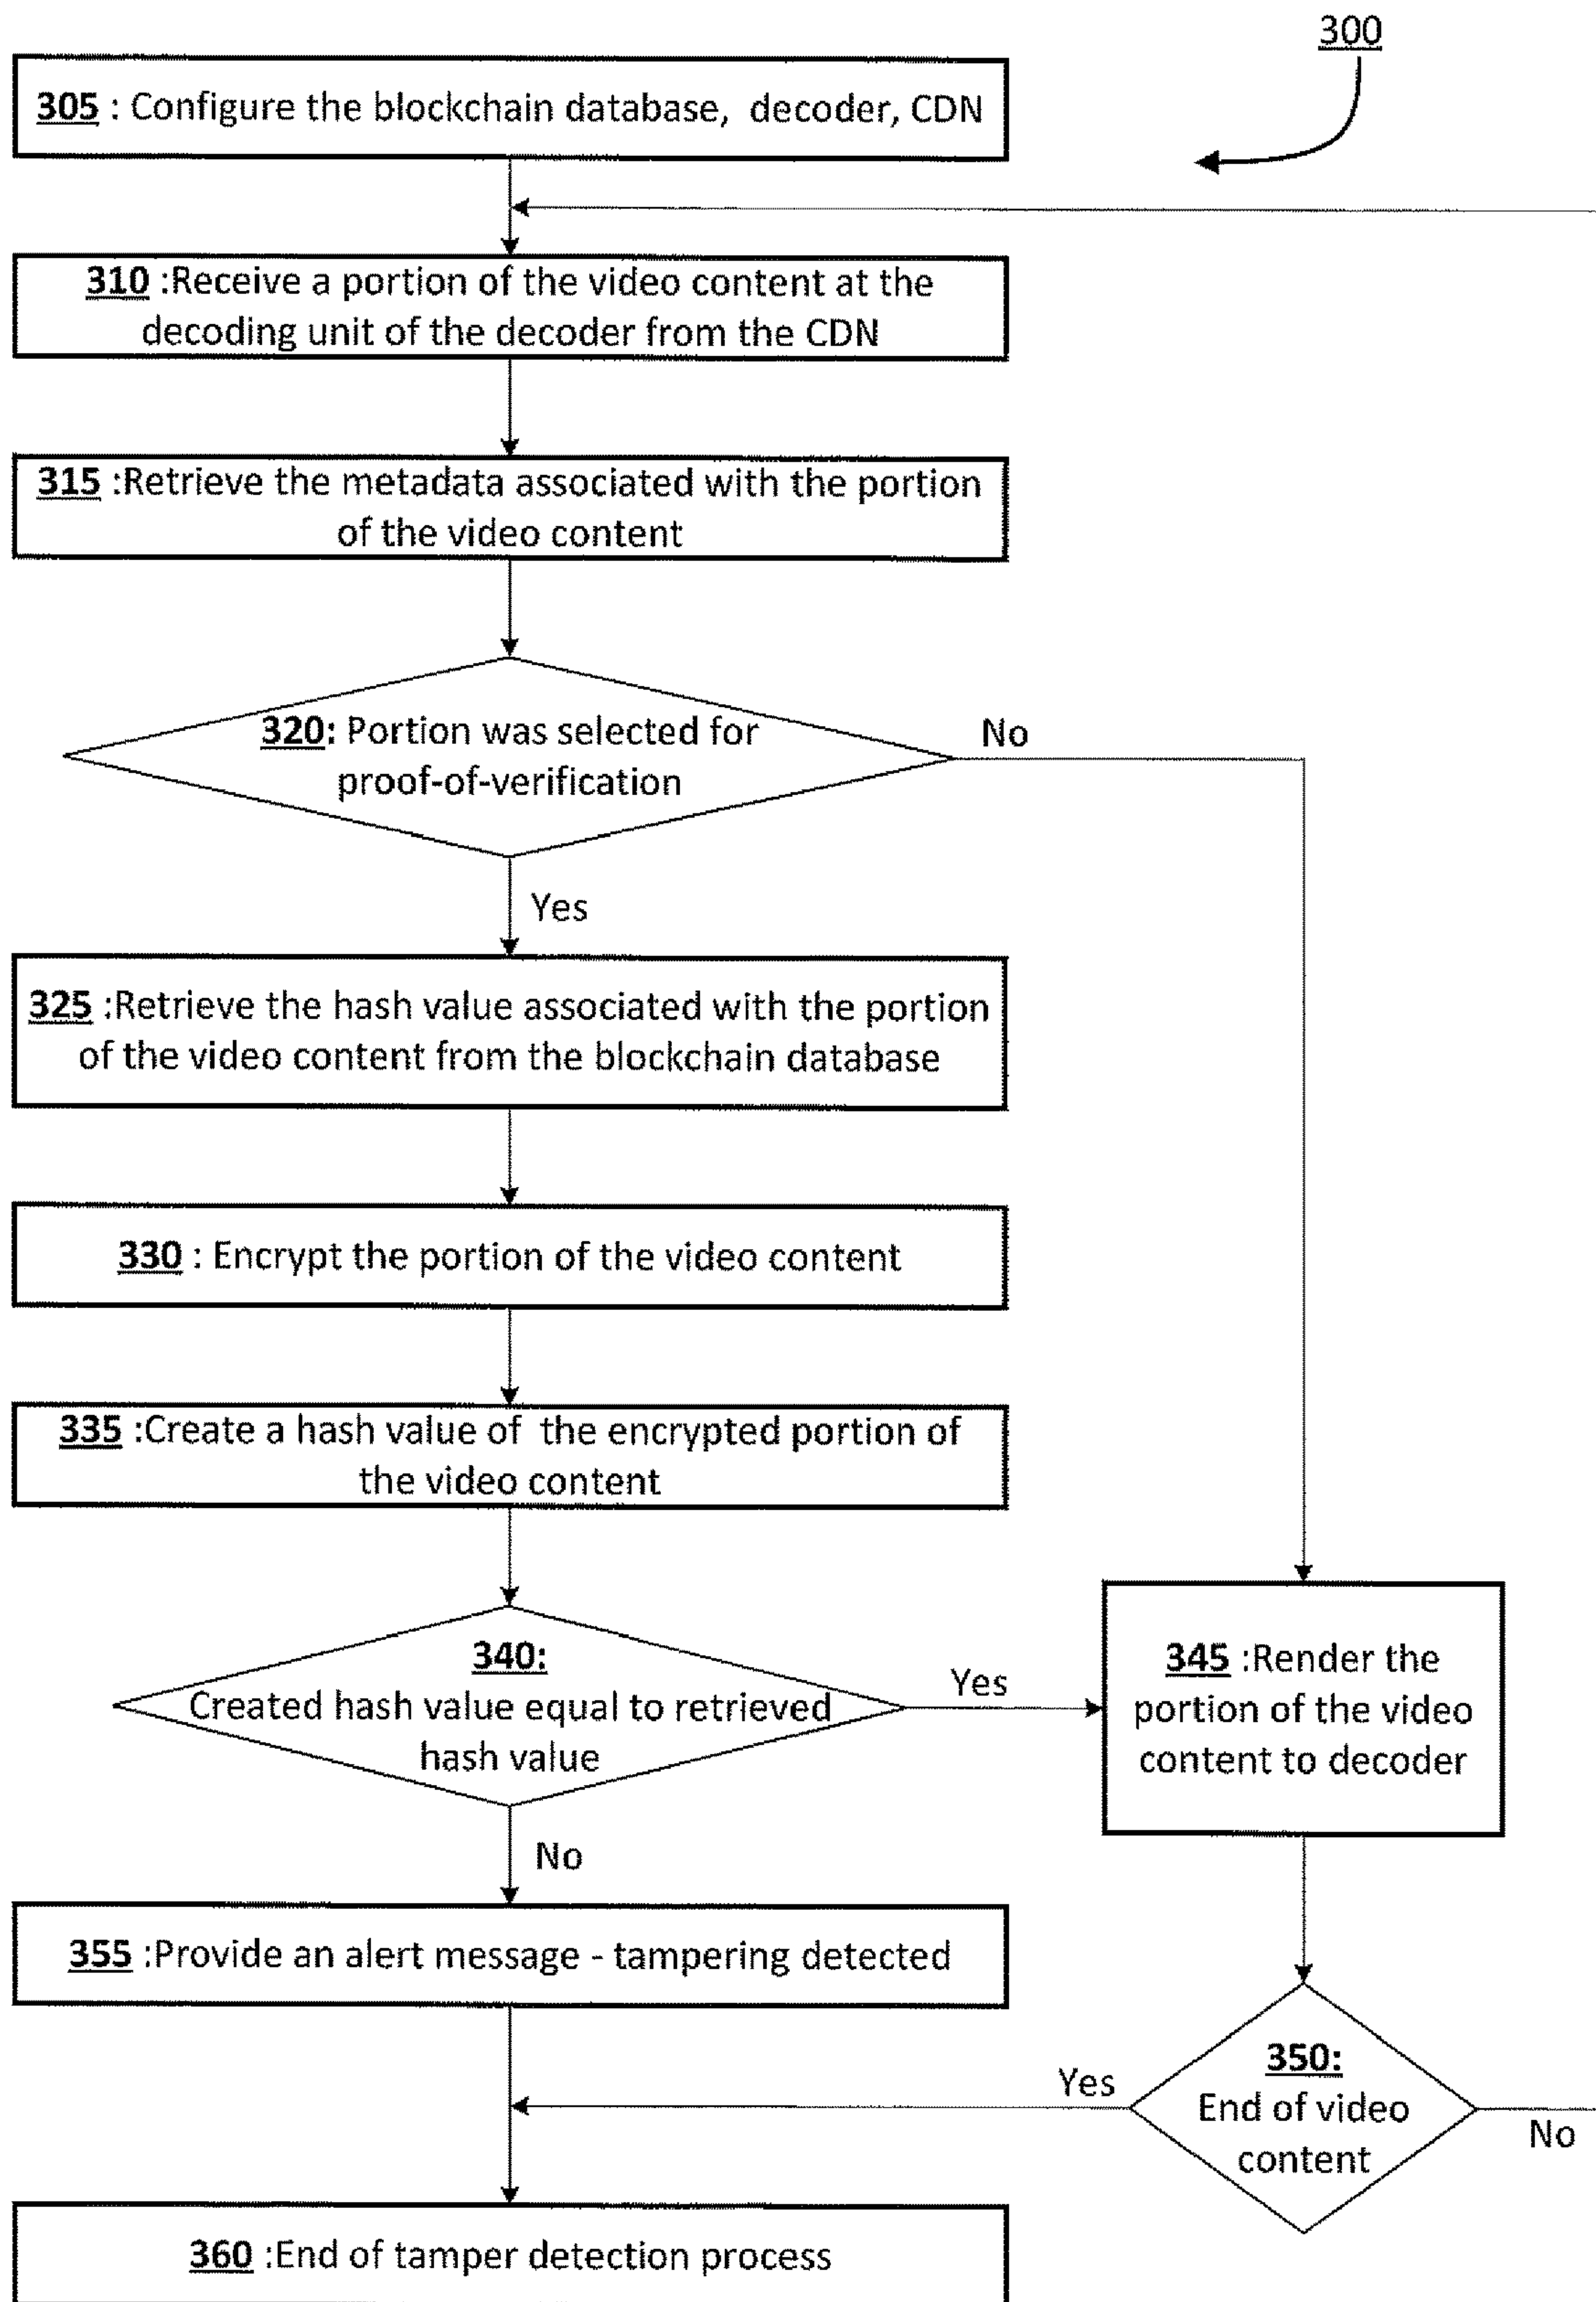 300
305 : Configure the blockchain database, decoder, CDN
310 :Receive a portion of the video content at the
decoding unit of the decoder from the CDN
315 :Retrieve the metadata associated with the portion
of the video content
320: Portion was selected for
proof-of-verification
No
Yes
325 :Retrieve the hash value associated with the portion
of the video content from the blockchain database
330 : Encrypt the portion of the video content
335 :Create a hash value of the encrypted portion of
the video content
340:
Created hash value equal to retrieved
hash value
Yes
No
345 :Render the
portion of the video
content to decoder
355 :Provide an alert message - tampering detected
350:
End of video
content
Yes
No
360 :End of tamper detection process